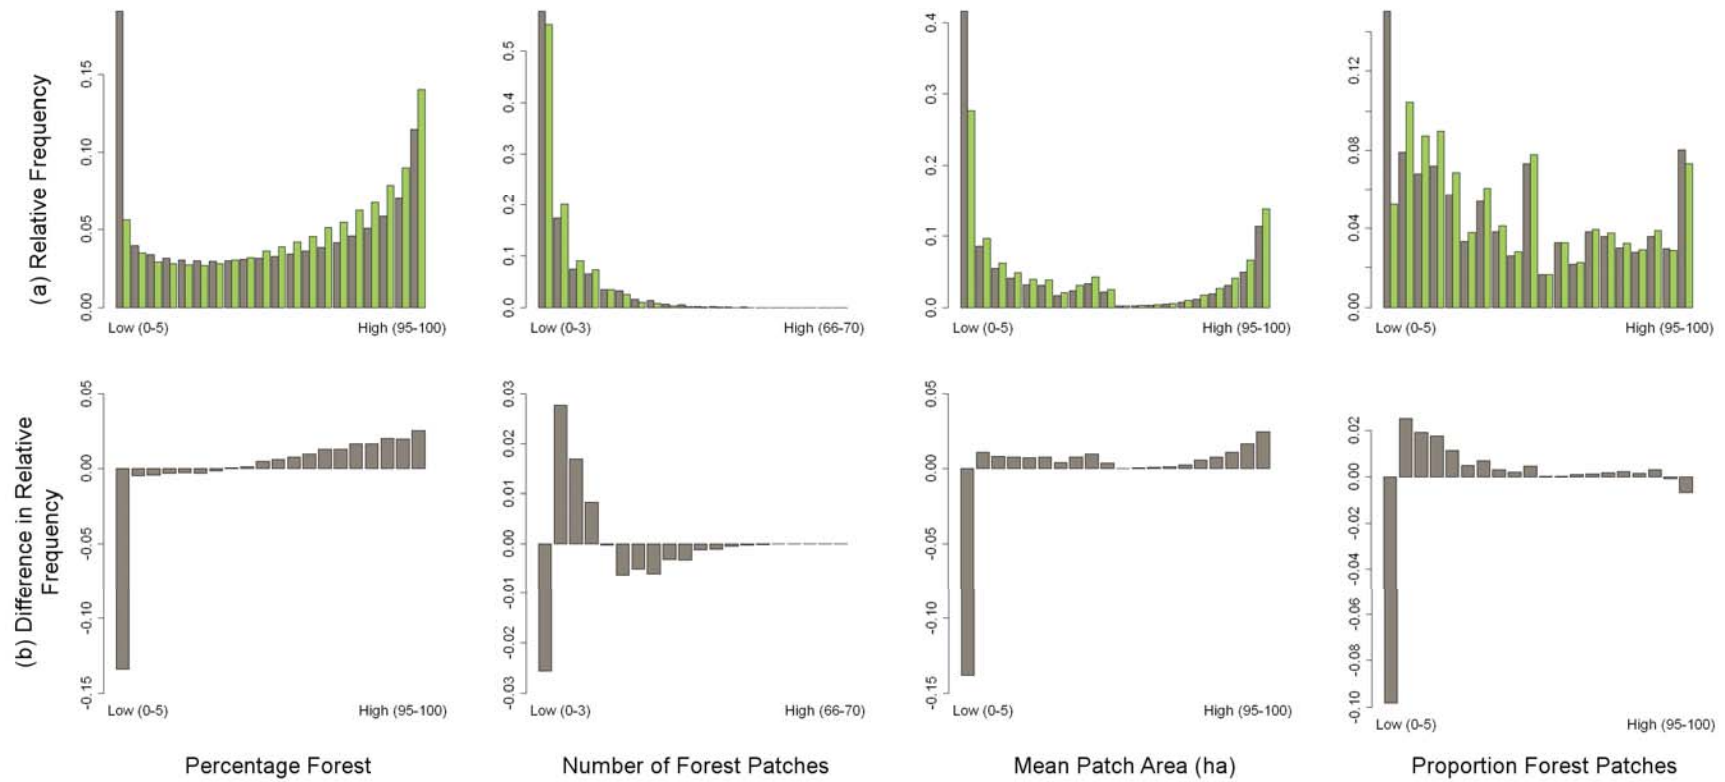 (a) Relative Frequency
0.00 0.05 0.10 0.15
Low (0-5) High (95-100)
0.0 0.1 0.2 0.3 0.4 0.5
Low (0-3) High (66-70)
0.0 0.1 0.2 0.3 0.4
Low (0-5) High (95-100)
0.00 0.04 0.08 0.12
Low (0-5) High (95-100)
(b) Difference in Relative
Frequency
-0.15 -0.10 -0.05 0.00 0.05
Low (0-5) High (95-100)
-0.03 -0.02 -0.01 0.00 0.01 0.02 0.03
Low (0-3) High (66-70)
-0.15 -0.10 -0.05 0.00 0.05
Low (0-5) High (95-100)
-0.10 -0.08 -0.06 -0.04 -0.02 0.00 0.02
Low (0-5) High (95-100)
Percentage Forest
Number of Forest Patches
Mean Patch Area (ha)
Proportion Forest Patches